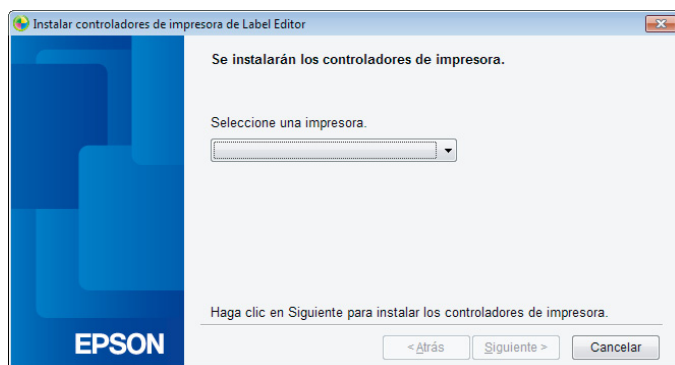 Instalar controladores de impresora de Label Editor
Se instalarán los controladores de impresora.
Seleccione una impresora.
Haga clic en Siguiente para instalar los controladores de impresora.
EPSON
< Atrás
Siguiente >
Cancelar